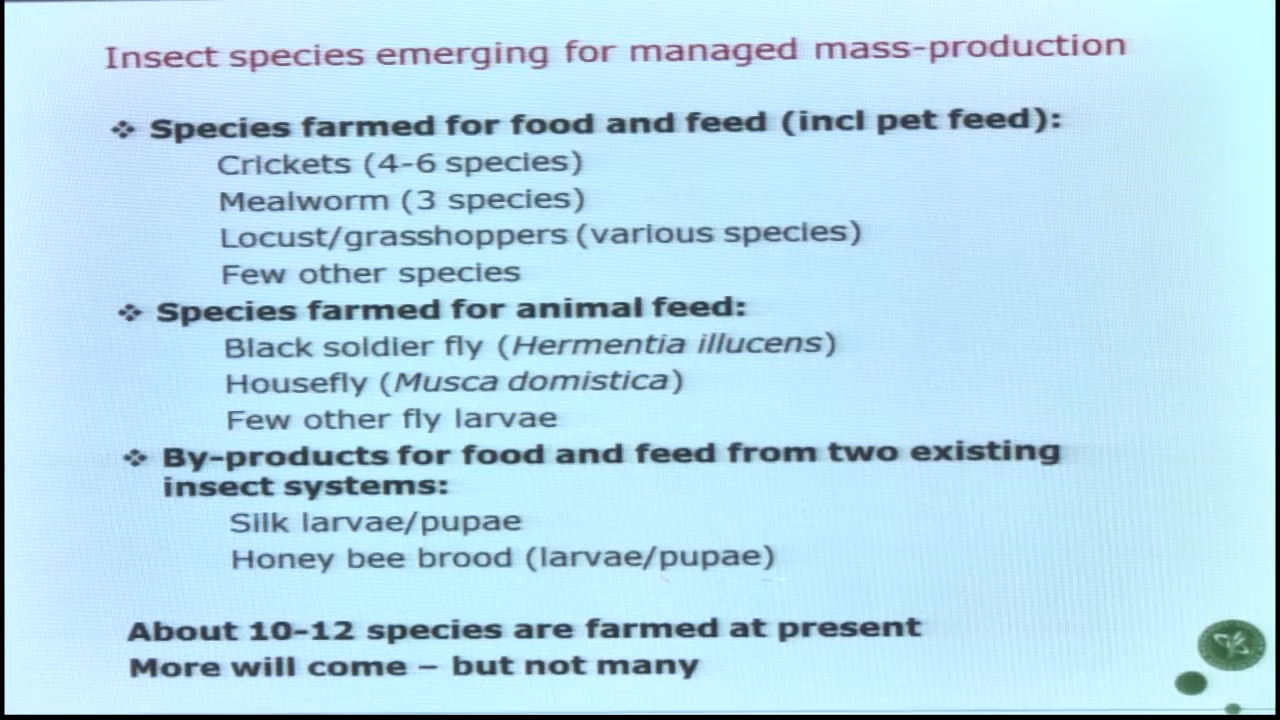 Insect species emerging for managed mass-production
❖ Species farmed for food and feed (incl pet feed):
Crickets (4-6 species)
Mealworm (3 species)
Locust/grasshoppers (various species)
Few other species
❖ Species farmed for animal feed:
Black soldier fly (Hermentia illucens)
Housefly (Musca domistica)
Few other fly larvae
❖ By-products for food and feed from two existing
insect systems:
Silk larvae/pupae
Honey bee brood (larvae/pupae)
About 10-12 species are farmed at present
More will come – but not many